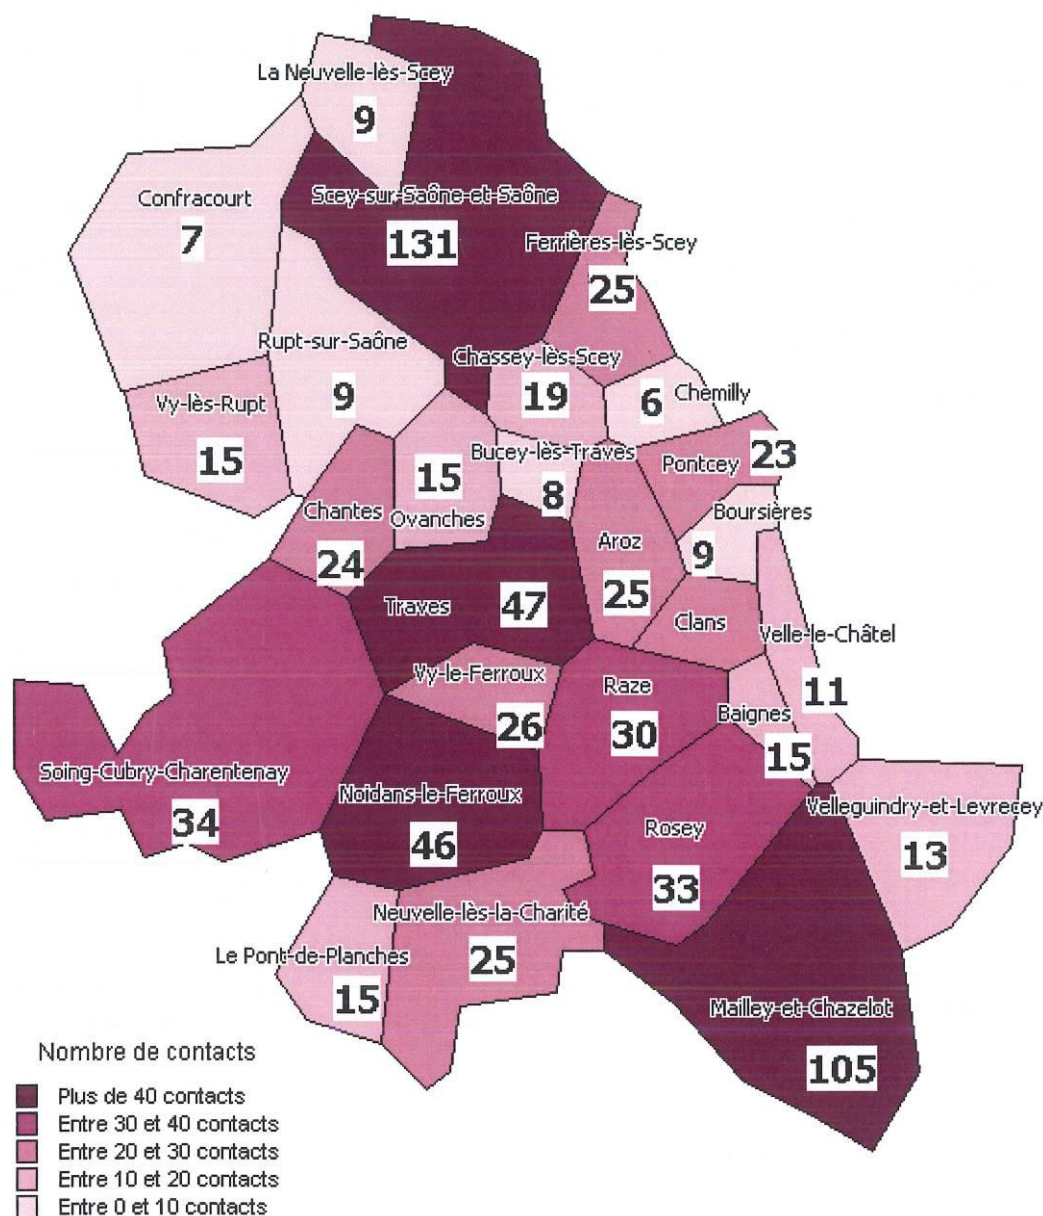 La Neuvelle-lès-Scey
9
Confracourt
7
Scey-sur-Saône-et-Saône
131
Ferrières-lès-Scey
25
Rupt-sur-Saône
9
Chassey-lès-Scey
19
Chemilly
6
Vy-lès-Rupt
15
Bucey-lès-Traves
8
Pontcey
23
Ovanches
15
Chantes
24
Boursières
9
Aroz
25
Traves
47
Clans
Velle-le-Châtel
11
Vy-le-Ferroux
26
Raze
30
Baignes
15
Soing-Cubry-Charentenay
34
Noidans-le-Ferroux
46
Rosey
33
Velleguindry-et-Levrecey
13
Neuvelle-lès-la-Charité
25
Le Pont-de-Planches
15
Mailley-et-Chazelot
105
Nombre de contacts
Plus de 40 contacts
Entre 30 et 40 contacts
Entre 20 et 30 contacts
Entre 10 et 20 contacts
Entre 0 et 10 contacts